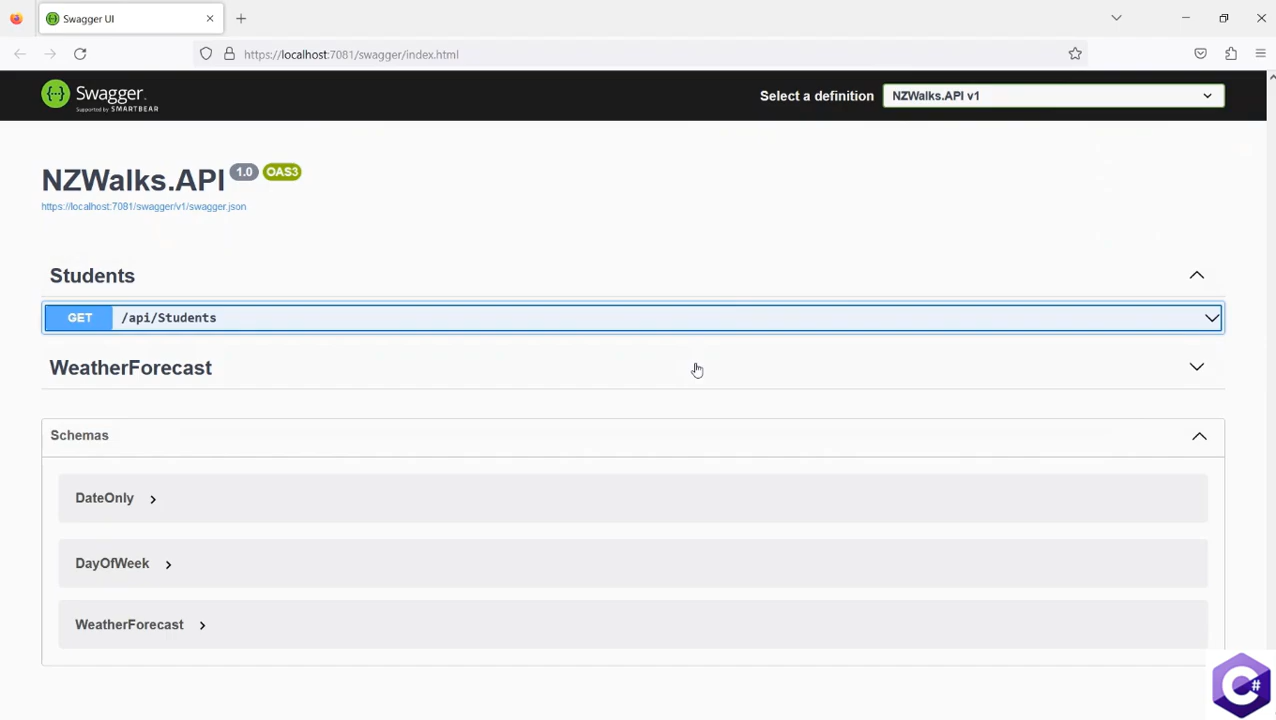 Swagger UI
https://localhost:7081/swagger/index.html
Swagger.
Supported by SMARTBEAR
Select a definition
NZWalks.API v1
NZWalks.API 1.0 OAS3
https://localhost:7081/swagger/v1/swagger.json
Students
GET /api/Students
WeatherForecast
Schemas
DateOnly
DayOfWeek
WeatherForecast
C#